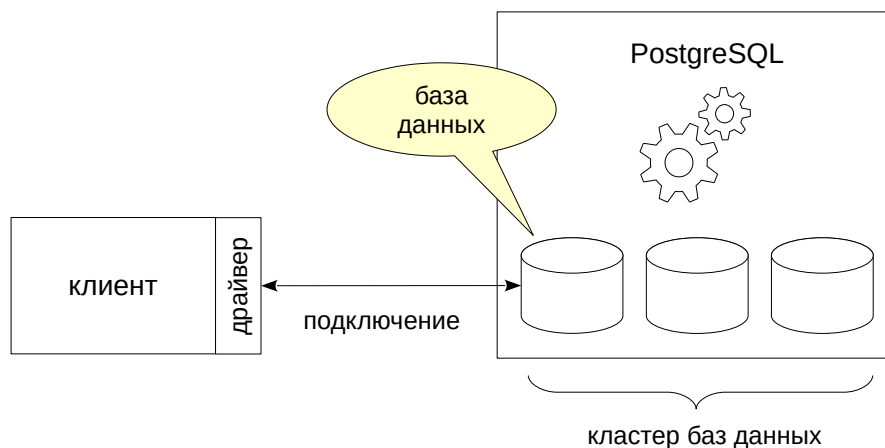 PostgreSQL
база
данных
клиент
драйвер
подключение
кластер баз данных